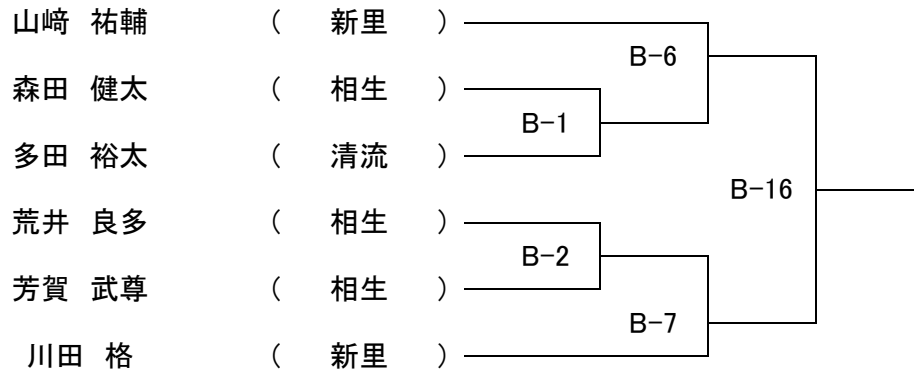 山﨑 祐輔 ( 新里 )
B-6
森田 健太 ( 相生 )
B-1
多田 裕太 ( 清流 )
B-16
荒井 良多 ( 相生 )
B-2
芳賀 武尊 ( 相生 )
B-7
川田 格 ( 新里 )